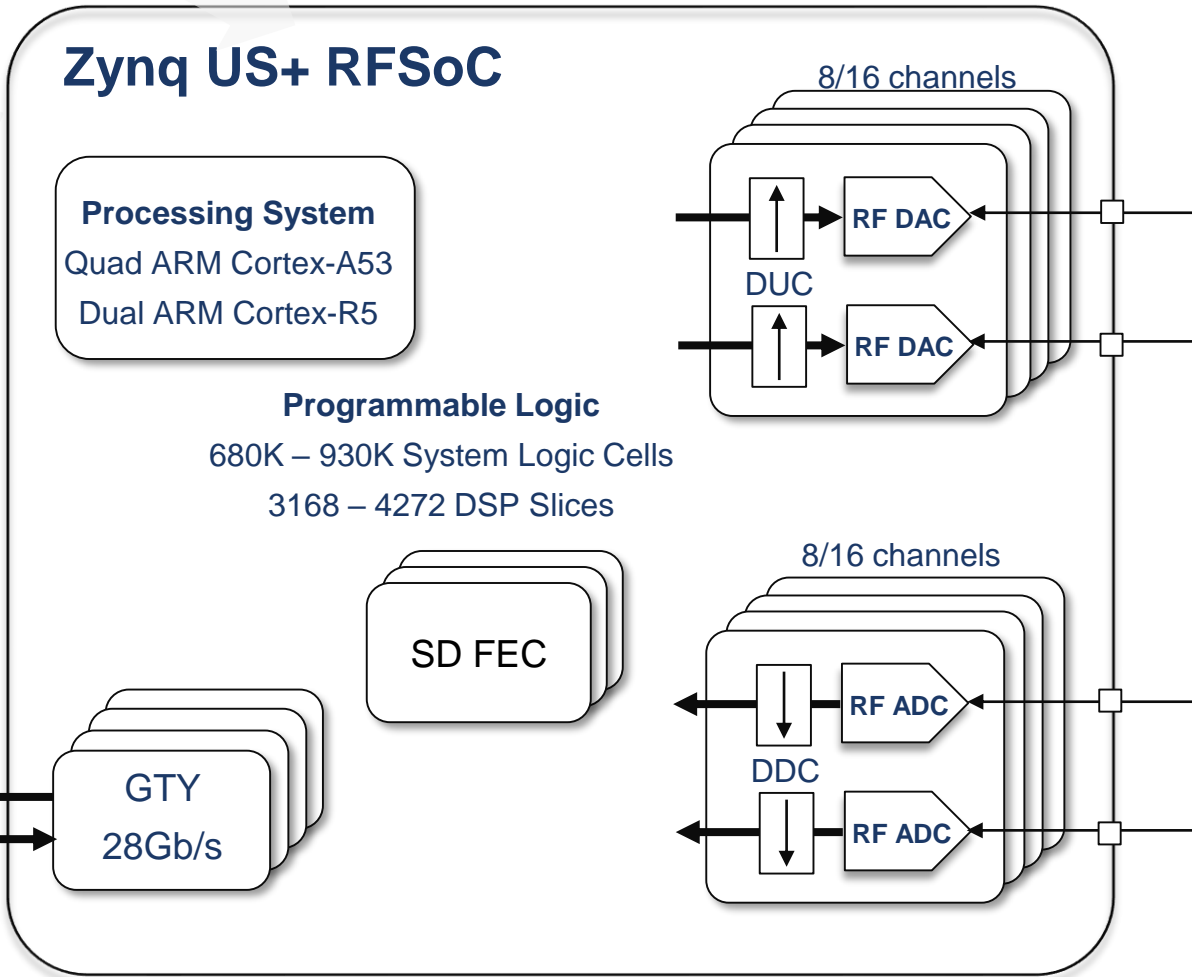 Zynq US+ RFSoC
8/16 channels
Processing System
Quad ARM Cortex-A53
Dual ARM Cortex-R5
RF DAC
DUC
RF DAC
Programmable Logic
680K – 930K System Logic Cells
3168 – 4272 DSP Slices
8/16 channels
SD FEC
RF ADC
DDC
RF ADC
GTY
28Gb/s